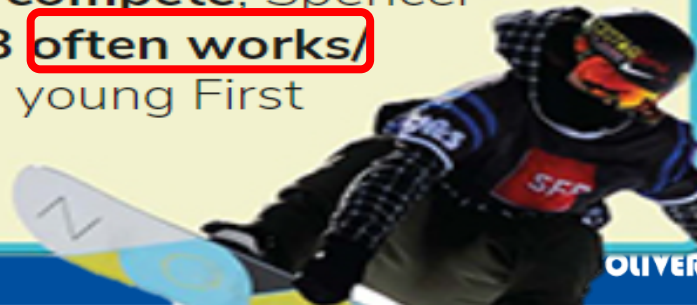 compete, Spencer
3 often works/
young First
SFR
OLIVER